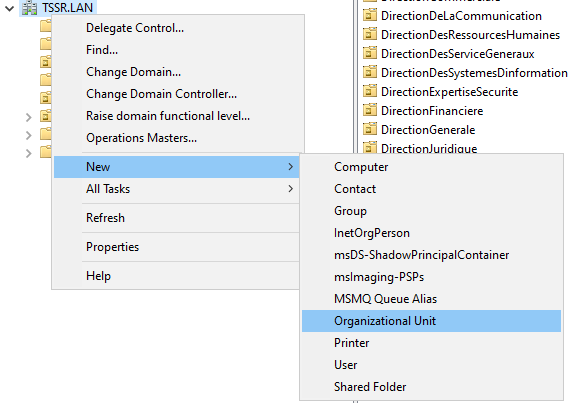 TSSR.LAN
Delegate Control...
Find...
Change Domain...
Change Domain Controller...
Raise domain functional level...
Operations Masters...
New
All Tasks
Refresh
Properties
Help
DirectionDeLaCommunication
DirectionDesRessourcesHumaines
DirectionDesServiceGeneraux
DirectionDesSystemesDinformation
DirectionExpertiseSecurite
DirectionFinanciere
DirectionGenerale
DirectionJuridique
Computer
Contact
Group
InetOrgPerson
msDS-ShadowPrincipalContainer
msImaging-PSPs
MSMQ Queue Alias
Organizational Unit
Printer
User
Shared Folder